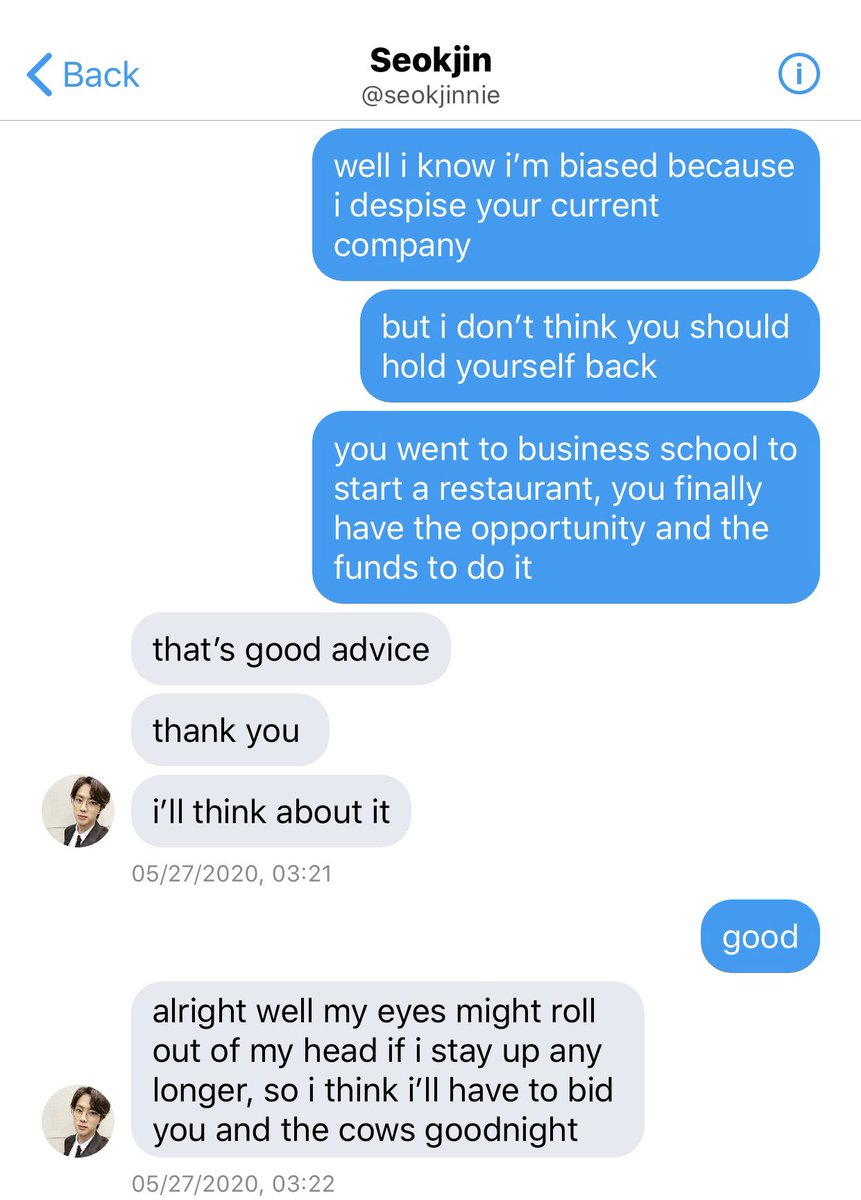 Back
Seokjin
@seokjinnie
well i know i’m biased because
i despise your current
company
but i don’t think you should
hold yourself back
you went to business school to
start a restaurant, you finally
have the opportunity and the
funds to do it
that’s good advice
thank you
i’ll think about it
05/27/2020, 03:21
good
alright well my eyes might roll
out of my head if i stay up any
longer, so i think i’ll have to bid
you and the cows goodnight
05/27/2020, 03:22